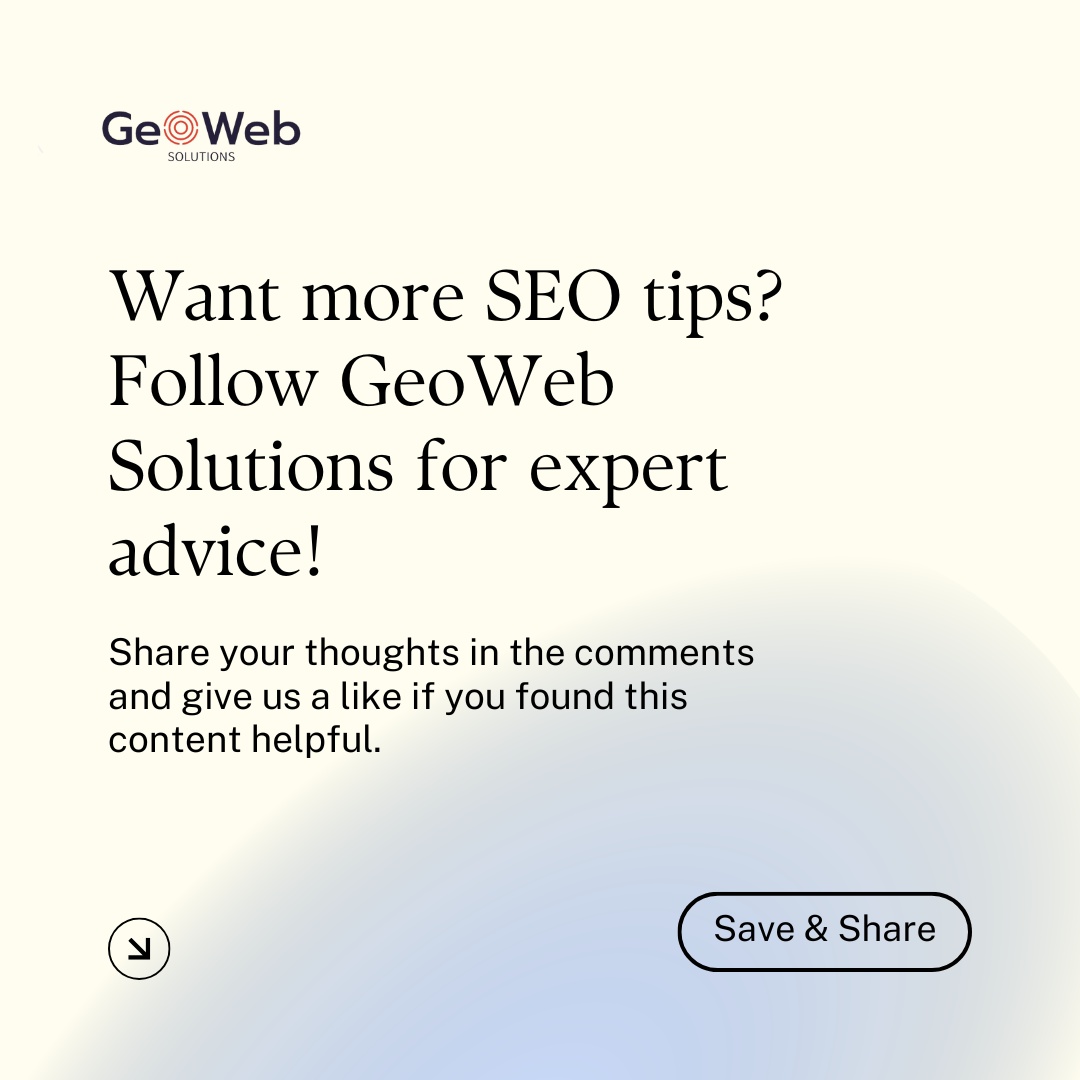 GeoWeb
SOLUTIONS
Want more SEO tips?
Follow GeoWeb
Solutions for expert
advice!
Share your thoughts in the comments
and give us a like if you found this
content helpful.
Save & Share